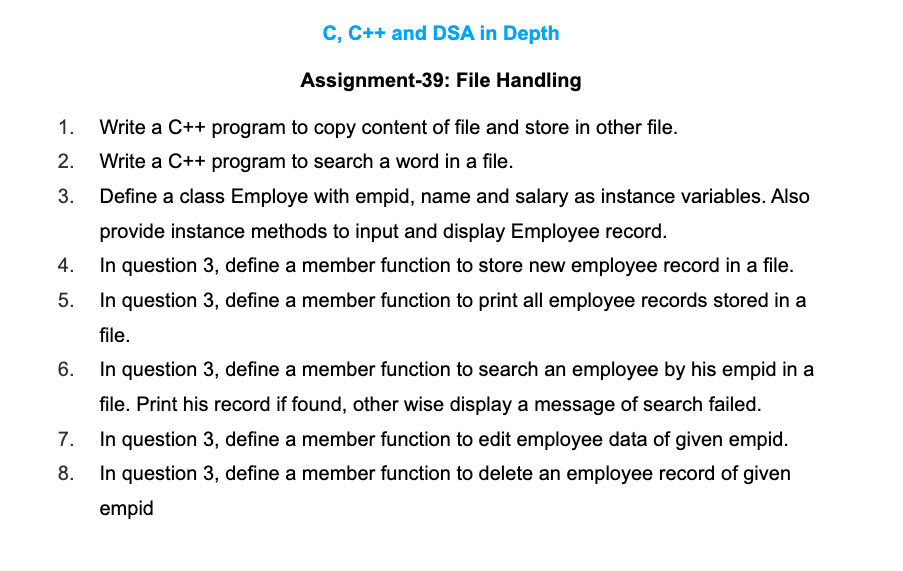 C, C++ and DSA in Depth
Assignment-39: File Handling
1. Write a C++ program to copy content of file and store in other file.
2. Write a C++ program to search a word in a file.
3. Define a class Employe with empid, name and salary as instance variables. Also
provide instance methods to input and display Employee record.
4. In question 3, define a member function to store new employee record in a file.
5. In question 3, define a member function to print all employee records stored in a
file.
6. In question 3, define a member function to search an employee by his empid in a
file. Print his record if found, other wise display a message of search failed.
7. In question 3, define a member function to edit employee data of given empid.
8. In question 3, define a member function to delete an employee record of given
empid